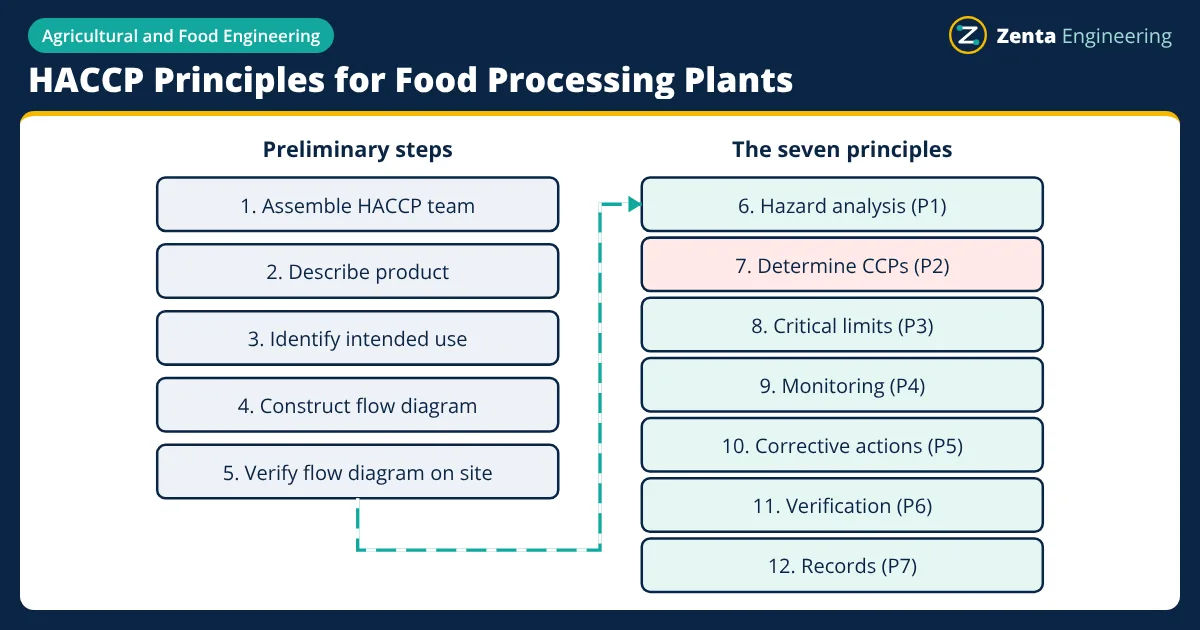 Agricultural and Food Engineering
Zenta Engineering
HACCP Principles for Food Processing Plants
Preliminary steps
1. Assemble HACCP team
2. Describe product
3. Identify intended use
4. Construct flow diagram
5. Verify flow diagram on site
The seven principles
6. Hazard analysis (P1)
7. Determine CCPs (P2)
8. Critical limits (P3)
9. Monitoring (P4)
10. Corrective actions (P5)
11. Verification (P6)
12. Records (P7)